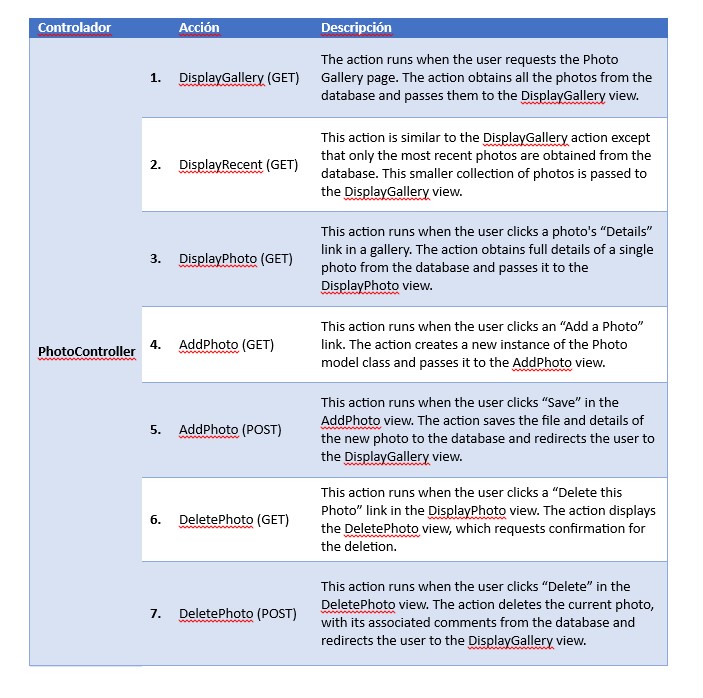 Controlador Acción Descripción
The action runs when the user requests the Photo
1. DisplayGallery (GET) Gallery page. The action obtains all the photos from the
database and passes them to the DisplayGallery view.
This action is similar to the DisplayGallery action except
that only the most recent photos are obtained from the
2. DisplayRecent (GET) database. This smaller collection of photos is passed to
the DisplayGallery view.
This action runs when the user clicks a photo's “Details”
link in a gallery. The action obtains full details of a single
3. DisplayPhoto (GET) photo from the database and passes it to the
DisplayPhoto view.
This action runs when the user clicks an “Add a Photo”
PhotoController 4. AddPhoto (GET) link. The action creates a new instance of the Photo
model class and passes it to the AddPhoto view.
This action runs when the user clicks “Save” in the
AddPhoto view. The action saves the file and details of
5. AddPhoto (POST) the new photo to the database and redirects the user to
the DisplayGallery view.
This action runs when the user clicks a “Delete this
Photo” link in the DisplayPhoto view. The action displays
6. DeletePhoto (GET) the DeletePhoto view, which requests confirmation for
the deletion.
This action runs when the user clicks “Delete” in the
DeletePhoto view. The action deletes the current photo,
7. DeletePhoto (POST) with its associated comments from the database and
redirects the user to the DisplayGallery view.